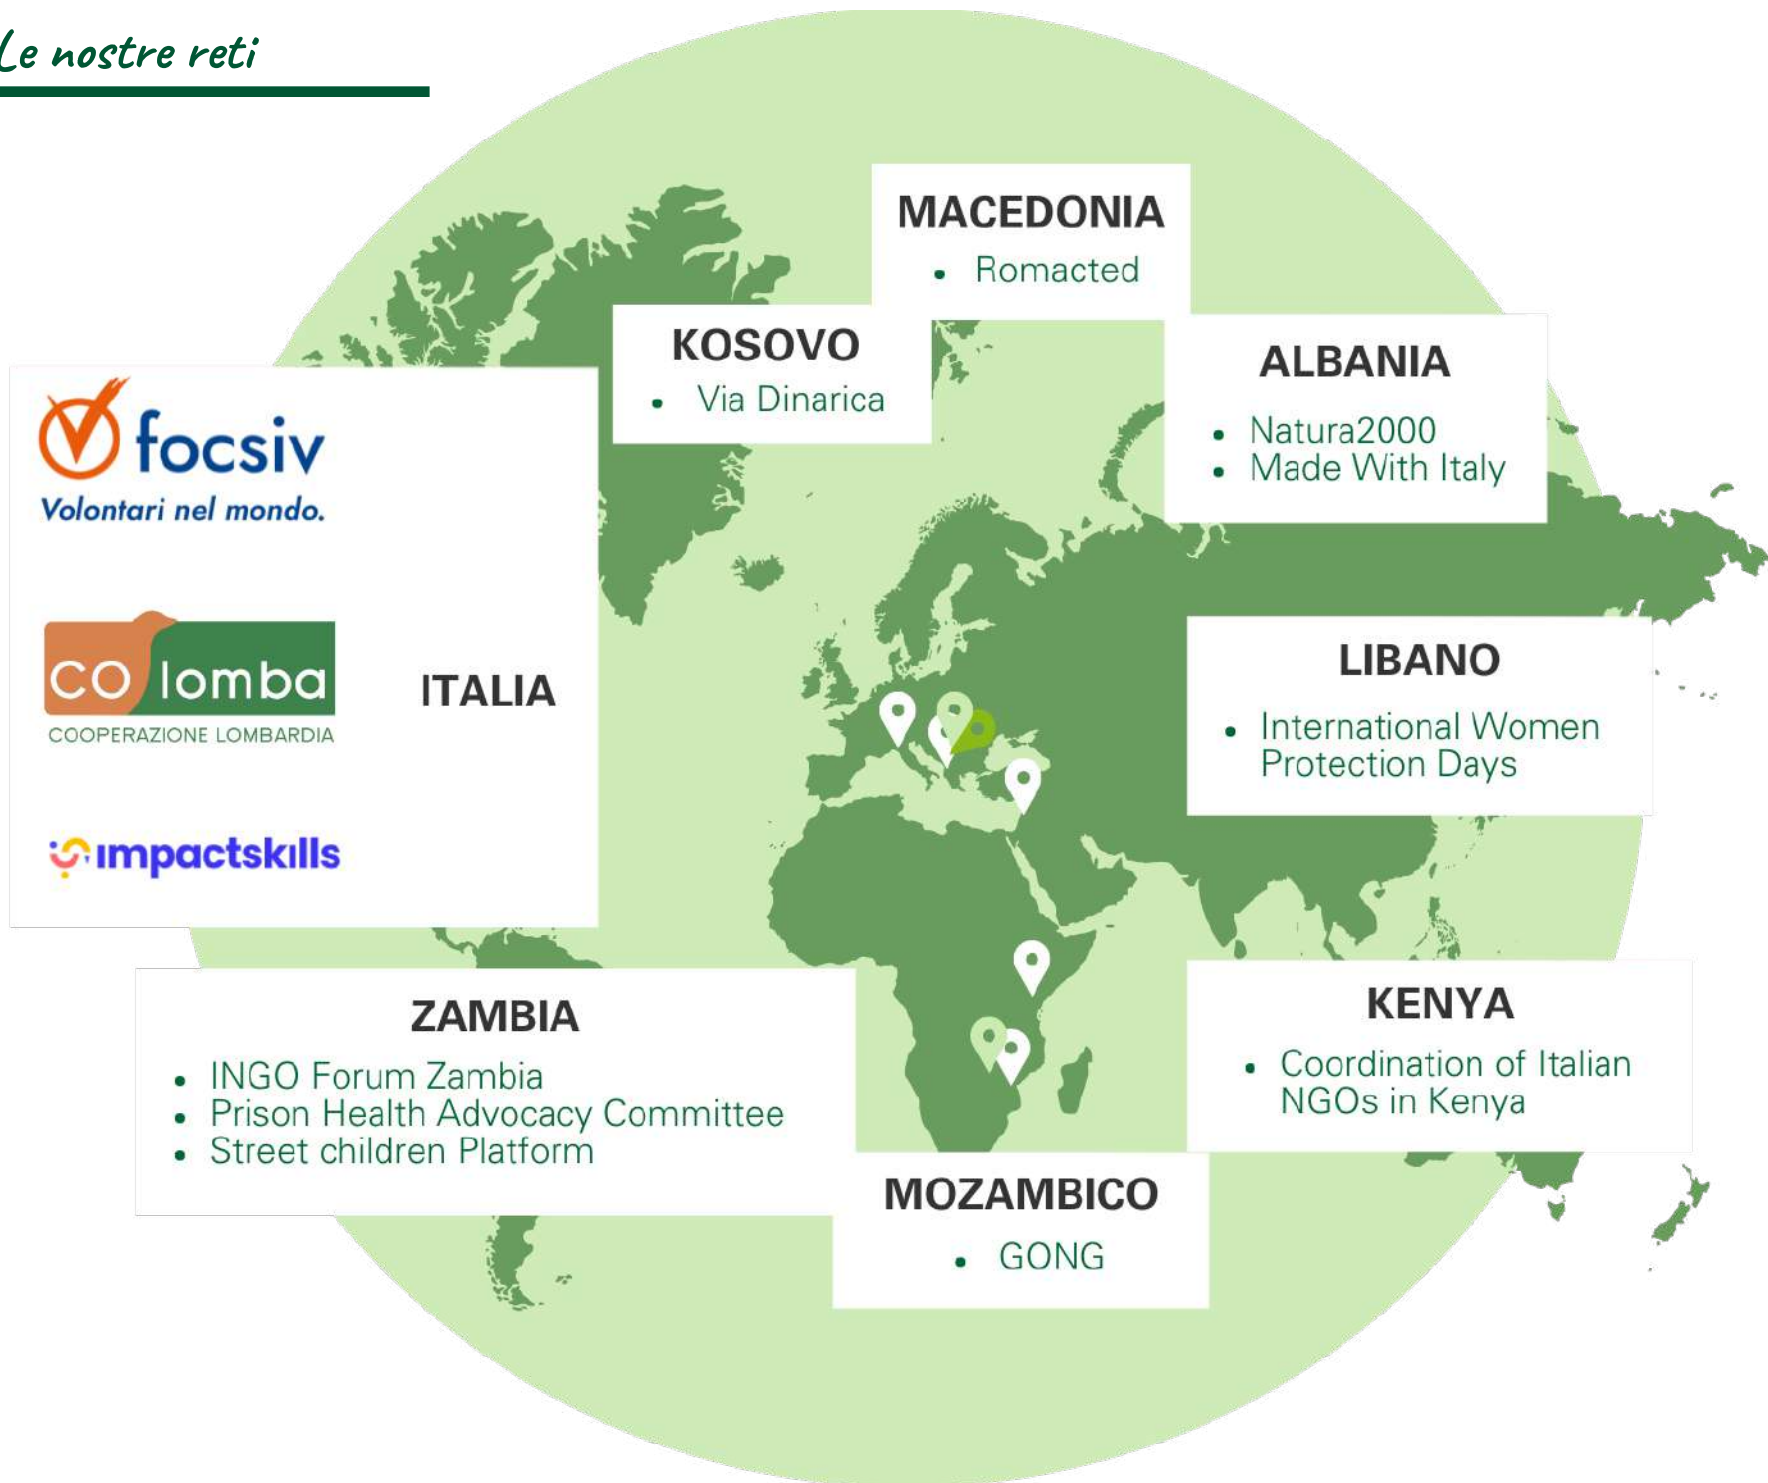 Le nostre reti
MACEDONIA
• Romacted
KOSOVO
• Via Dinarica
ALBANIA
• Natura2000
• Made With Italy
focsiv
Volontari nel mondo.
COlomba
COOPERAZIONE LOMBARDIA
ITALIA
impactskills
LIBANO
• International Women
Protection Days
ZAMBIA
• INGO Forum Zambia
• Prison Health Advocacy Committee
• Street children Platform
KENYA
• Coordination of Italian
NGOs in Kenya
MOZAMBICO
• GONG